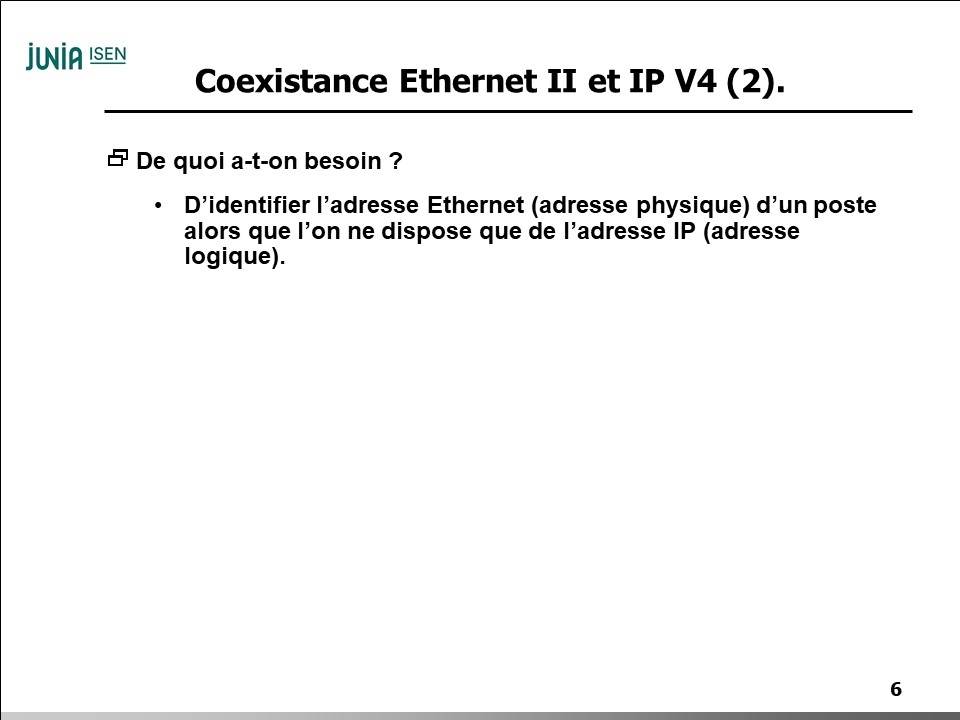 JUNIA ISEN
Coexistance Ethernet II et IP V4 (2).
De quoi a-t-on besoin ?
• D’identifier l’adresse Ethernet (adresse physique) d’un poste
alors que l’on ne dispose que de l’adresse IP (adresse
logique).
6